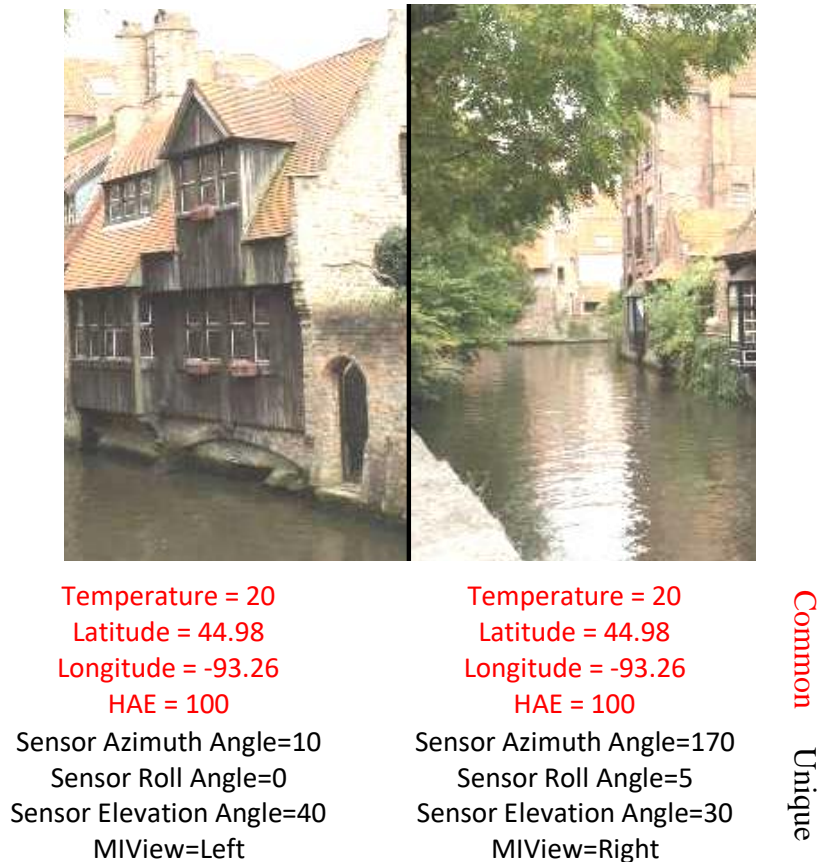 Temperature = 20
Latitude = 44.98
Longitude = -93.26
HAE = 100
Sensor Azimuth Angle=10
Sensor Roll Angle=0
Sensor Elevation Angle=40
MIView=Left
Temperature = 20
Latitude = 44.98
Longitude = -93.26
HAE = 100
Sensor Azimuth Angle=170
Sensor Roll Angle=5
Sensor Elevation Angle=30
MIView=Right
Common
Unique